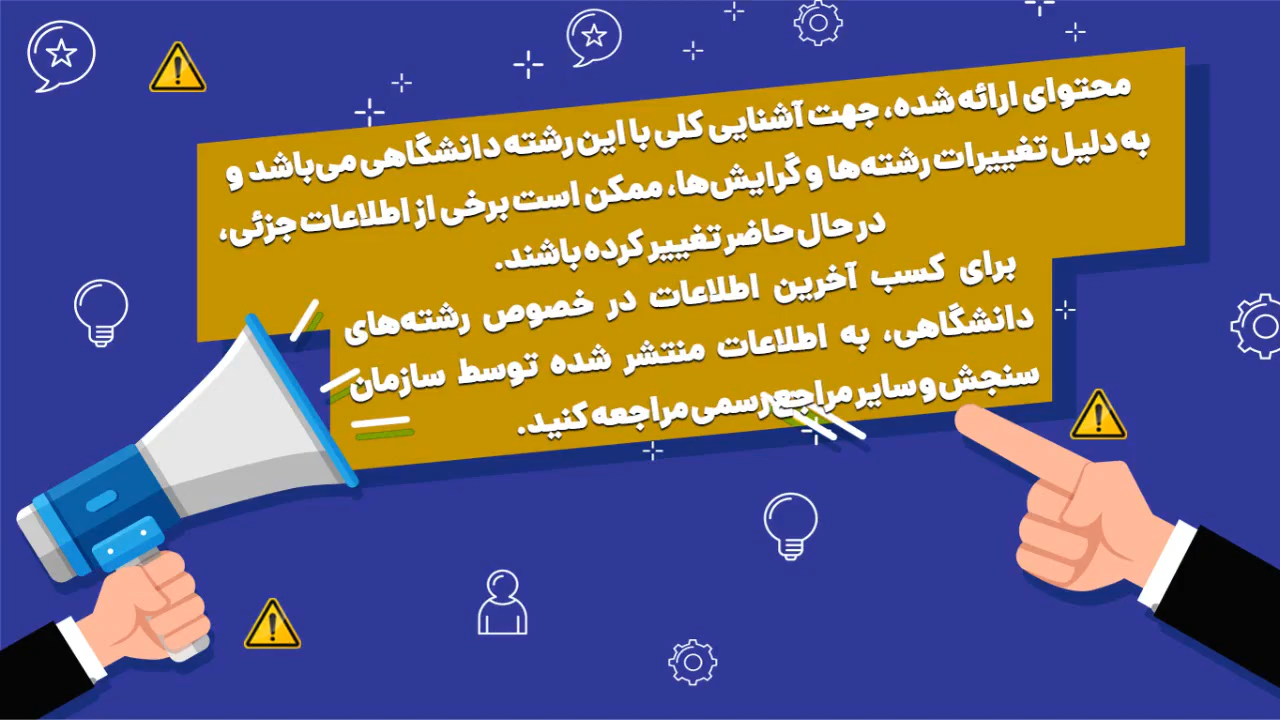 محتوای ارائه شده، جهت آشنایی کلی با این رشته دانشگاهی می‌باشد و
به دلیل تغییرات رشته‌ها و گرایش‌ها، ممکن است برخی از اطلاعات جزئی،
در حال حاضر تغییر کرده باشند.
برای کسب آخرین اطلاعات در خصوص رشته‌های
دانشگاهی، به اطلاعات منتشر شده توسط سازمان
سنجش و سایر مراجع رسمی مراجعه کنید.